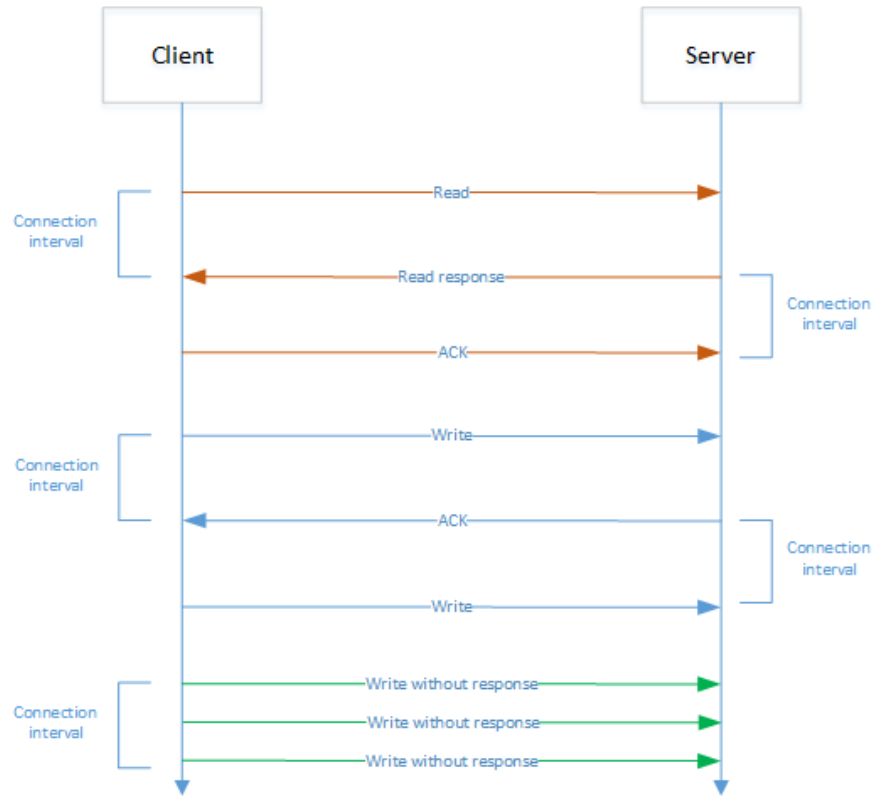 Client
Server
Read
Connection
interval
Read response
Connection
interval
ACK
Write
Connection
interval
ACK
Connection
interval
Write
Write without response
Connection
interval
Write without response
Write without response